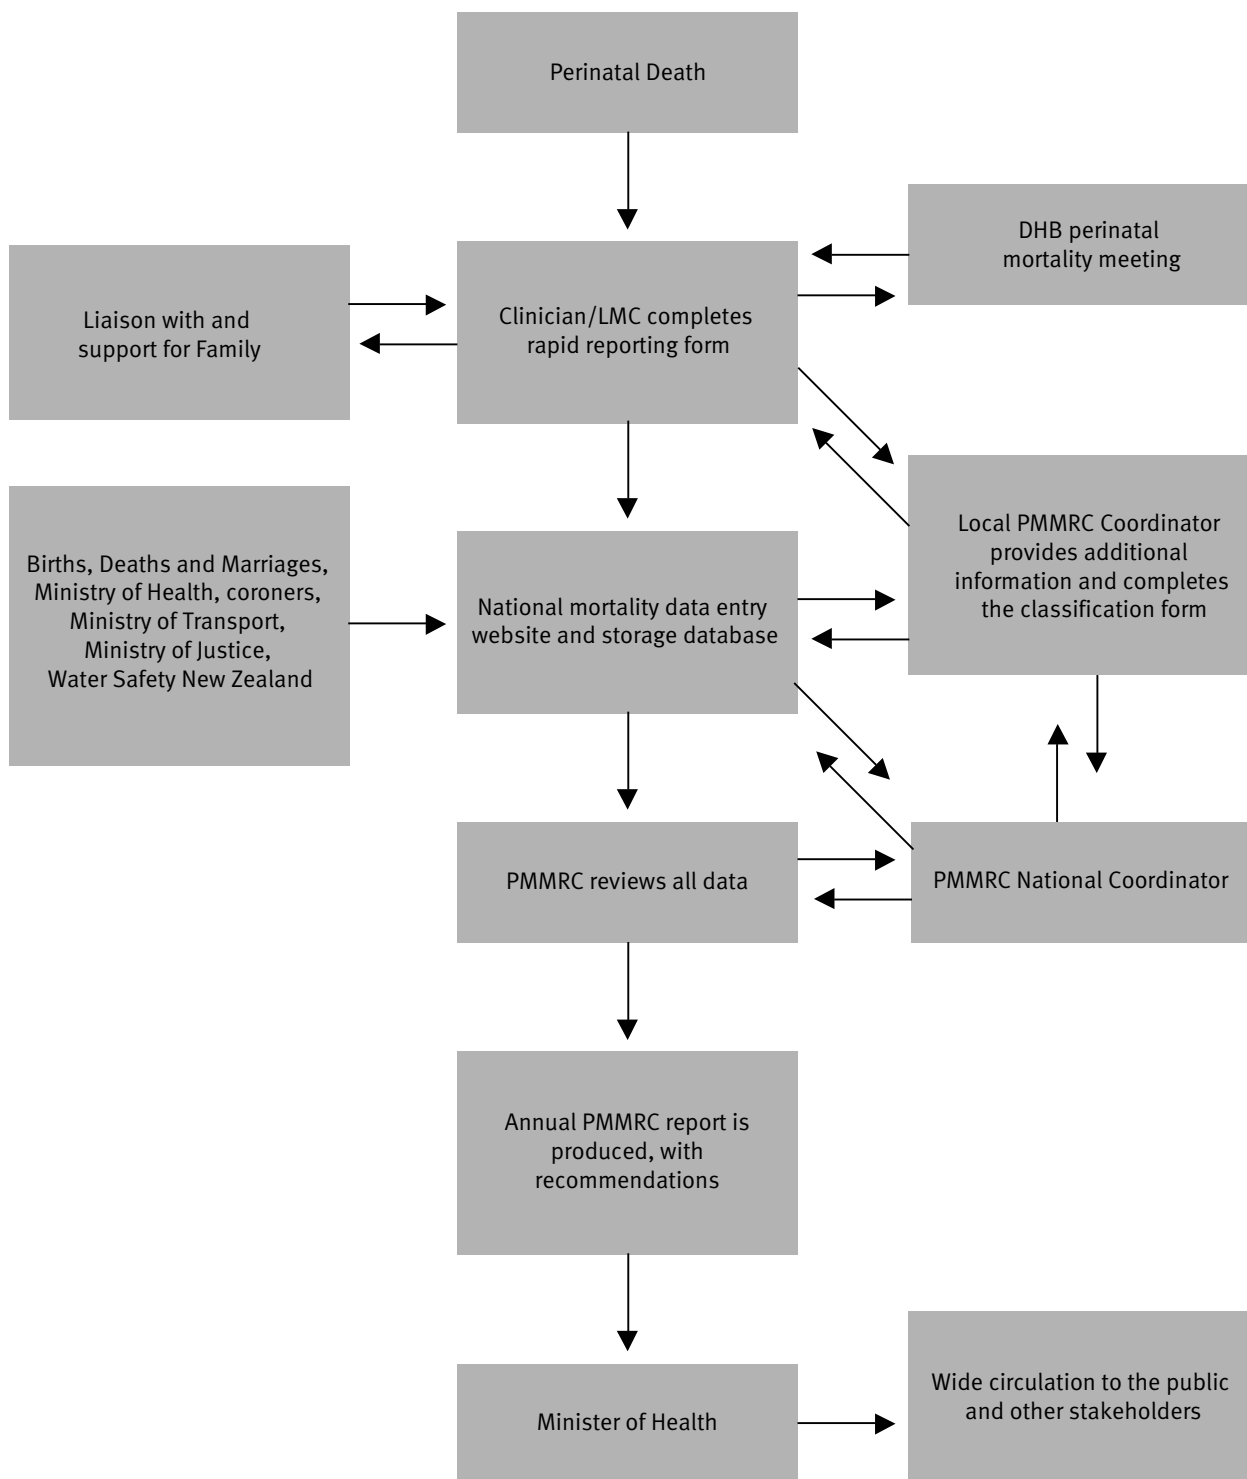 Perinatal Death
DHB perinatal
mortality meeting
Liaison with and
support for Family
Clinician/LMC completes
rapid reporting form
Local PMMRC Coordinator
provides additional
information and completes
the classification form
Births, Deaths and Marriages,
Ministry of Health, coroners,
Ministry of Transport,
Ministry of Justice,
Water Safety New Zealand
National mortality data entry
website and storage database
PMMRC reviews all data
PMMRC National Coordinator
Annual PMMRC report is
produced, with
recommendations
Minister of Health
Wide circulation to the public
and other stakeholders